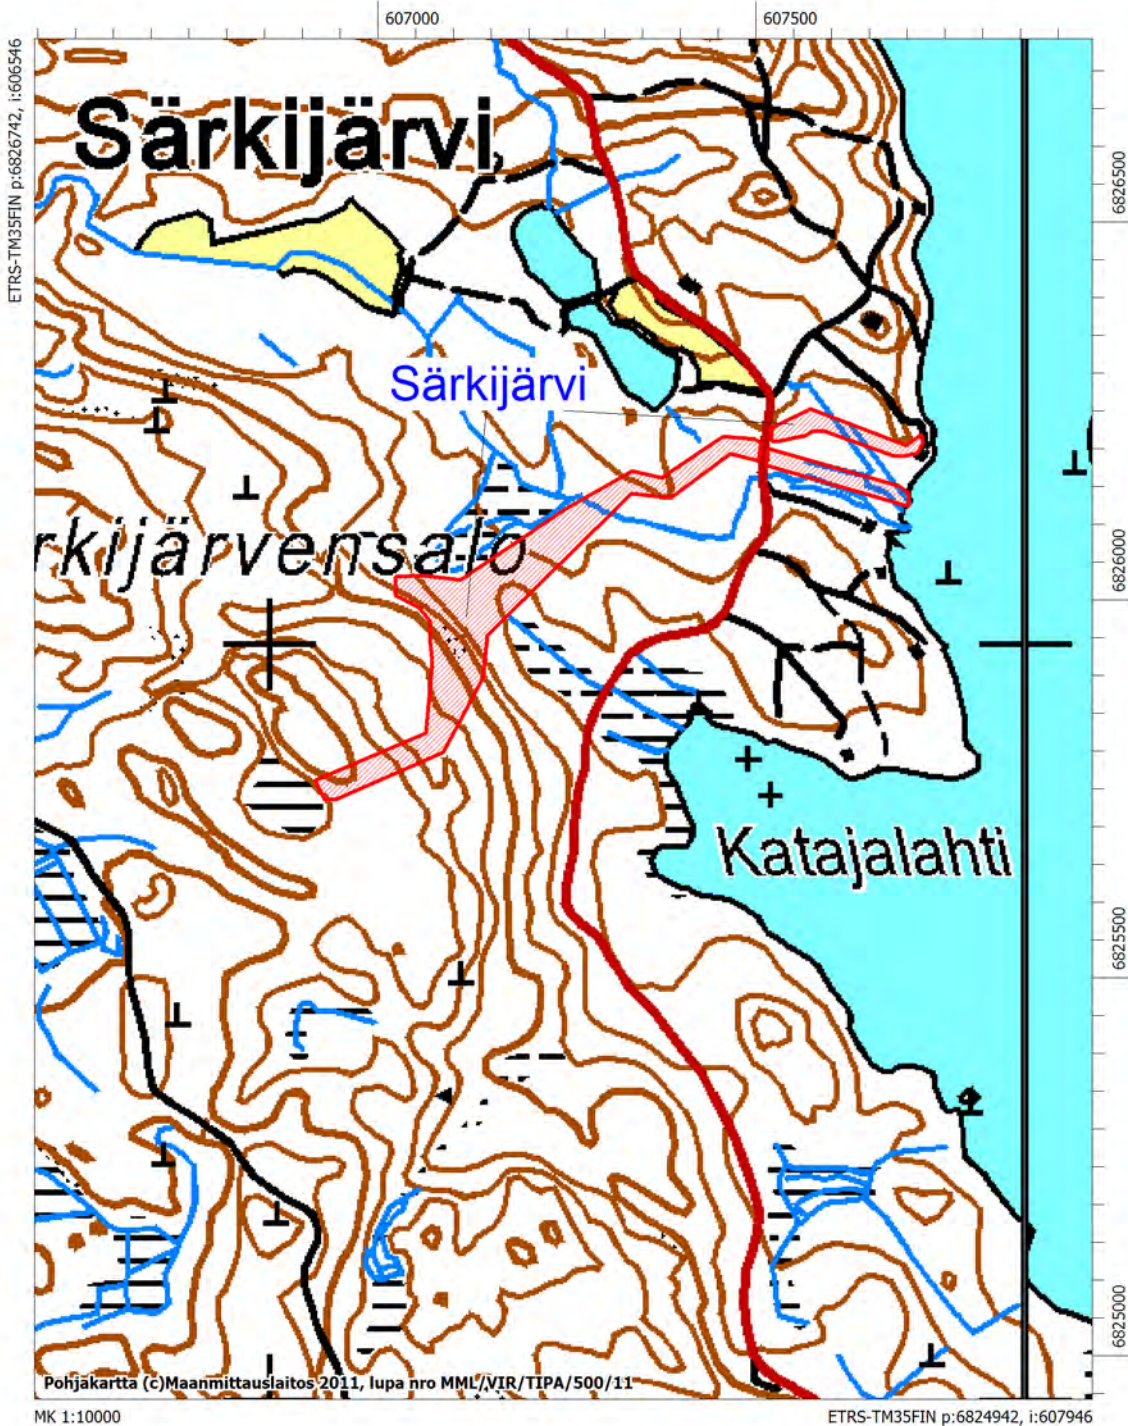 607000
607500
ETRS-TM35FIN p:6826742, i:606546
Särkijärvi
6826500
Särkijärvi
rkijärvensalo
6826000
Katajalahti
6825500
6825000
Pohjakartta (c)Maanmittauslaitos 2011, lupa nro MML/VIR/TIPA/500/11
MK 1:10000
ETRS-TM35FIN p:6824942, i:607946